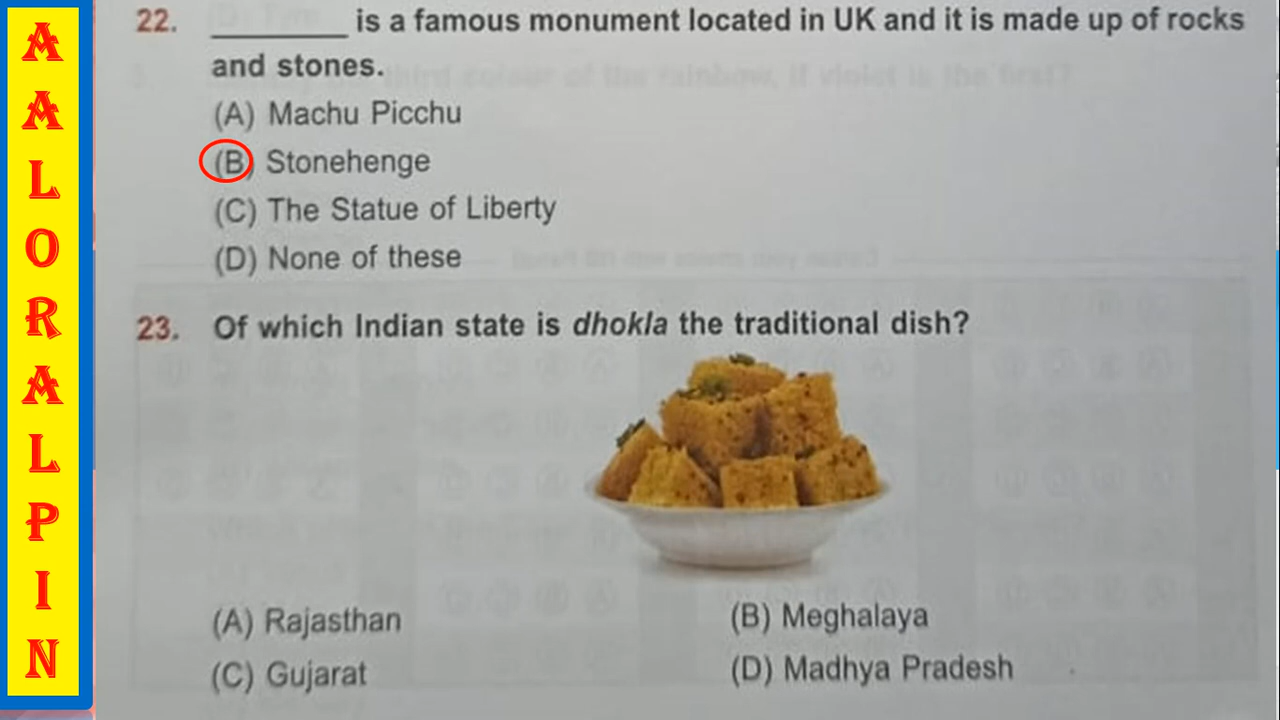 AALORALPIN
22. ________ is a famous monument located in UK and it is made up of rocks
and stones.
(A) Machu Picchu
(B) Stonehenge
(C) The Statue of Liberty
(D) None of these
23. Of which Indian state is dhokla the traditional dish?
(A) Rajasthan (B) Meghalaya
(C) Gujarat (D) Madhya Pradesh